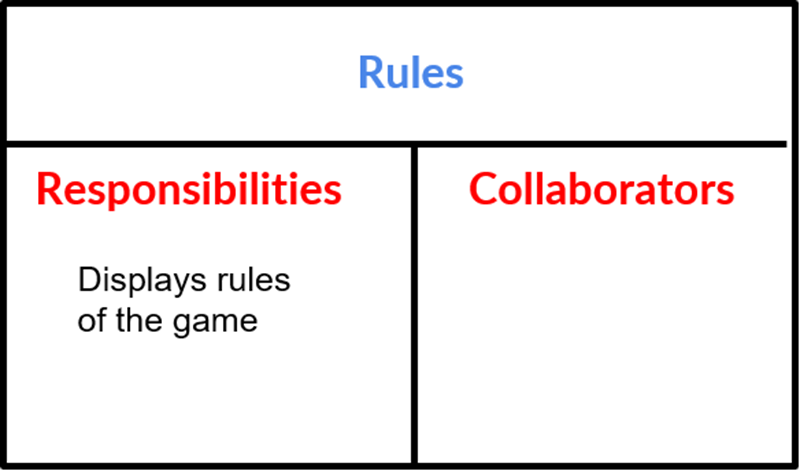 Rules
Responsibilities
Collaborators
Displays rules
of the game